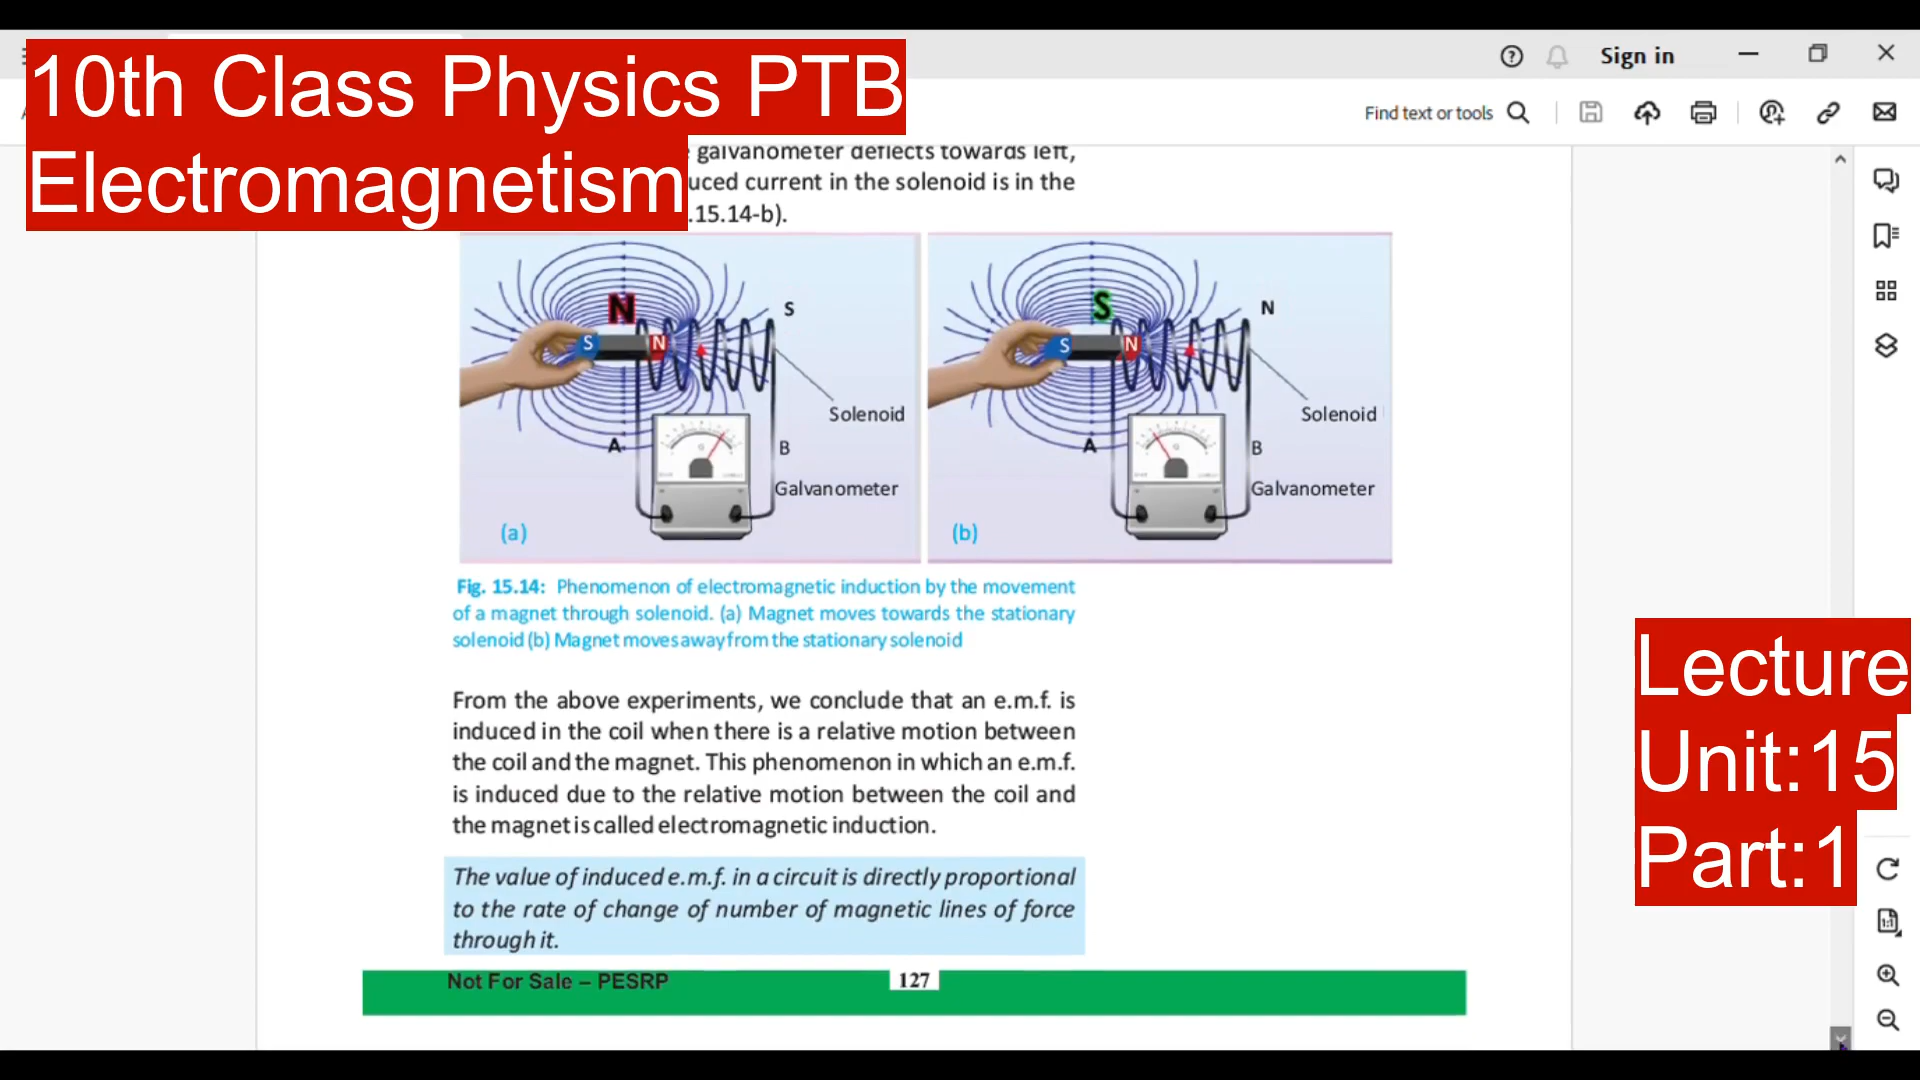 10th Class Physics PTB
Electromagnetism
Sign in
Find text or tools
galvanometer deflects towards left,
uced current in the solenoid is in the
.15.14-b).
N
S
S
N
Solenoid
A
B
Galvanometer
(a)
S
N
S
N
Solenoid
A
B
Galvanometer
(b)
Fig. 15.14: Phenomenon of electromagnetic induction by the movement
of a magnet through solenoid. (a) Magnet moves towards the stationary
solenoid (b) Magnet moves away from the stationary solenoid
From the above experiments, we conclude that an e.m.f. is
induced in the coil when there is a relative motion between
the coil and the magnet. This phenomenon in which an e.m.f.
is induced due to the relative motion between the coil and
the magnet is called electromagnetic induction.
The value of induced e.m.f. in a circuit is directly proportional
to the rate of change of number of magnetic lines of force
through it.
Not For Sale – PESRP
127
Lecture
Unit:15
Part:1
1:1